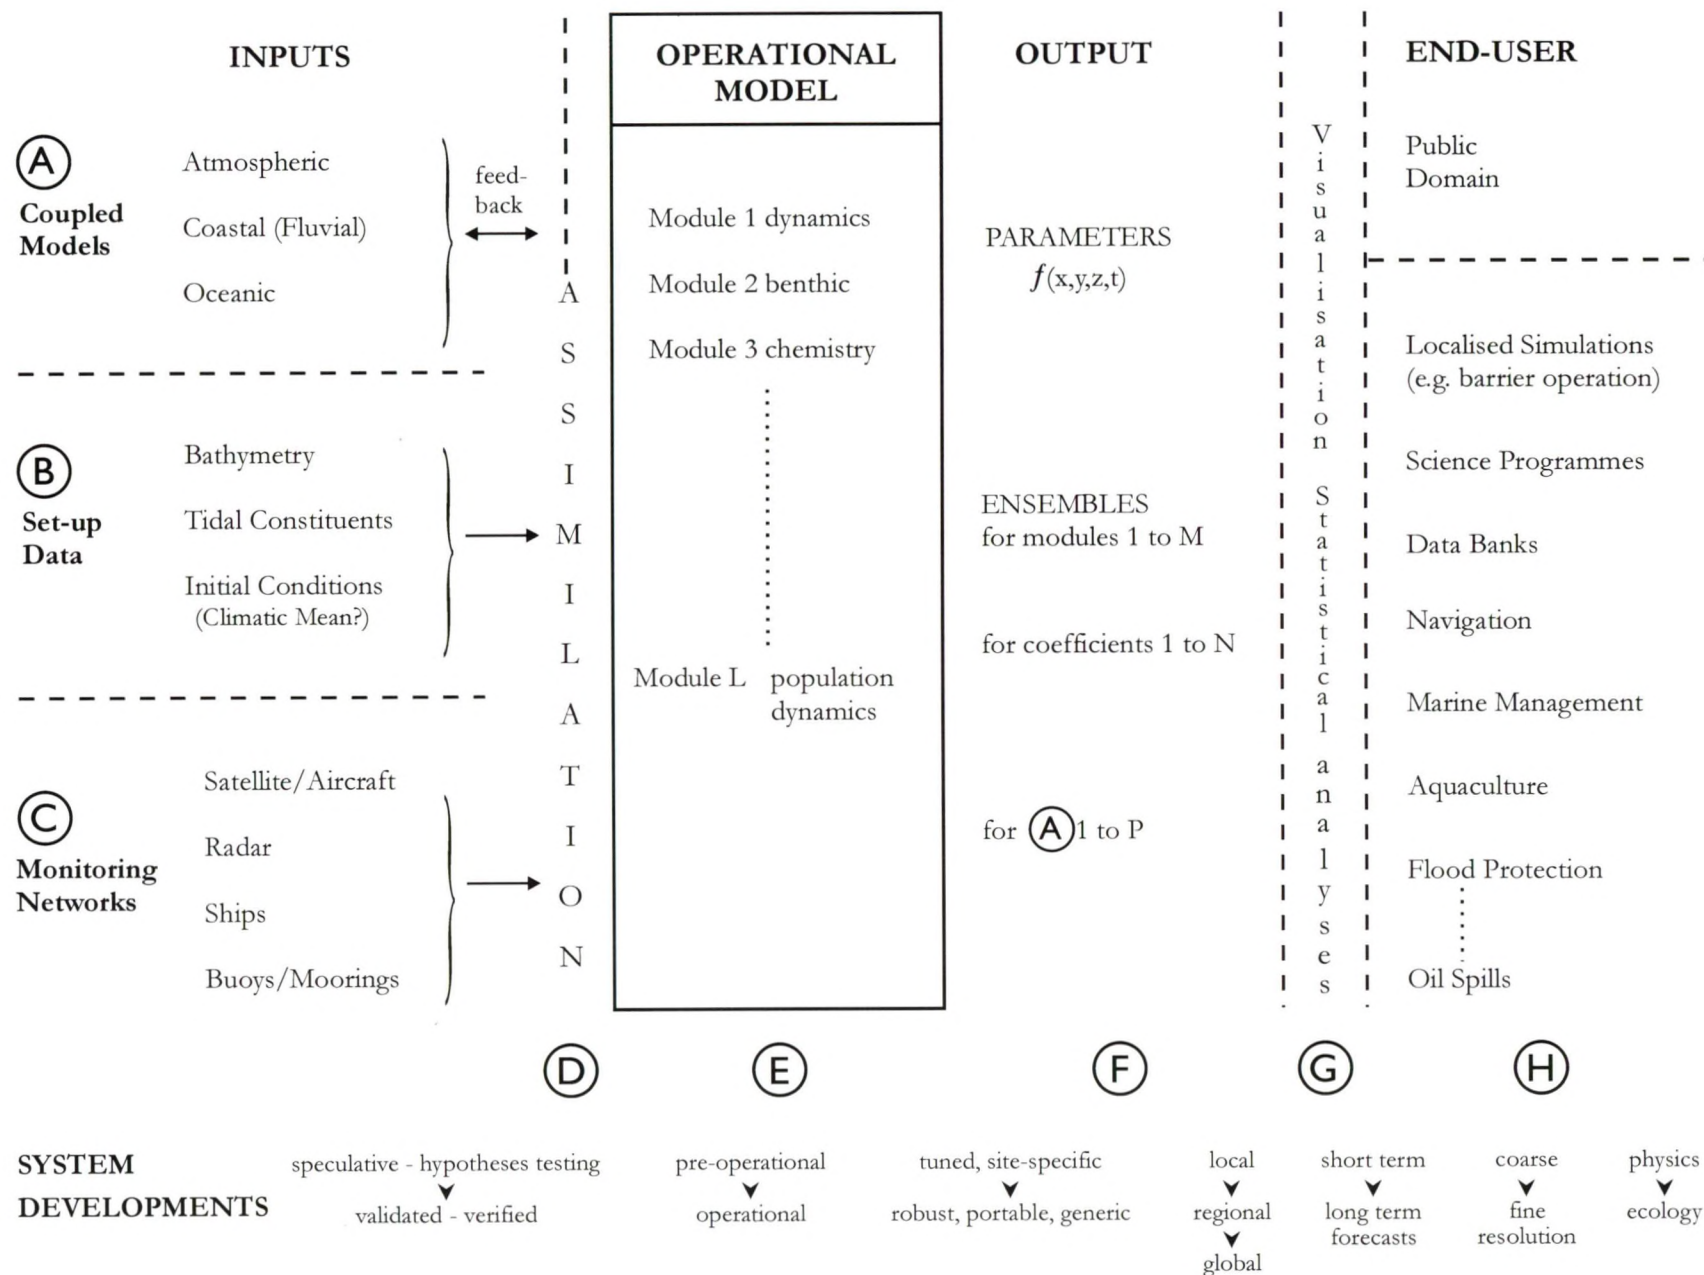 INPUTS
OPERATIONAL
MODEL
OUTPUT
END-USER
A
Coupled
Models
Atmospheric
Coastal (Fluvial)
Oceanic
feed-
back
B
Set-up
Data
Bathymetry
Tidal Constituents
Initial Conditions
(Climatic Mean?)
C
Monitoring
Networks
Satellite/Aircraft
Radar
Ships
Buoys/Moorings
ASSIMILATION
Module 1 dynamics
Module 2 benthic
Module 3 chemistry
Module L population
dynamics
PARAMETERS
f(x,y,z,t)
ENSEMBLES
for modules 1 to M
for coefficients 1 to N
for A 1 to P
Visualisation Statistical analyses
Public
Domain
Localised Simulations
(e.g. barrier operation)
Science Programmes
Data Banks
Navigation
Marine Management
Aquaculture
Flood Protection
Oil Spills
D
E
F
G
H
SYSTEM
DEVELOPMENTS
speculative - hypotheses testing
validated - verified
pre-operational
operational
tuned, site-specific
robust, portable, generic
local
regional
global
short term
long term
forecasts
coarse
fine
resolution
physics
ecology